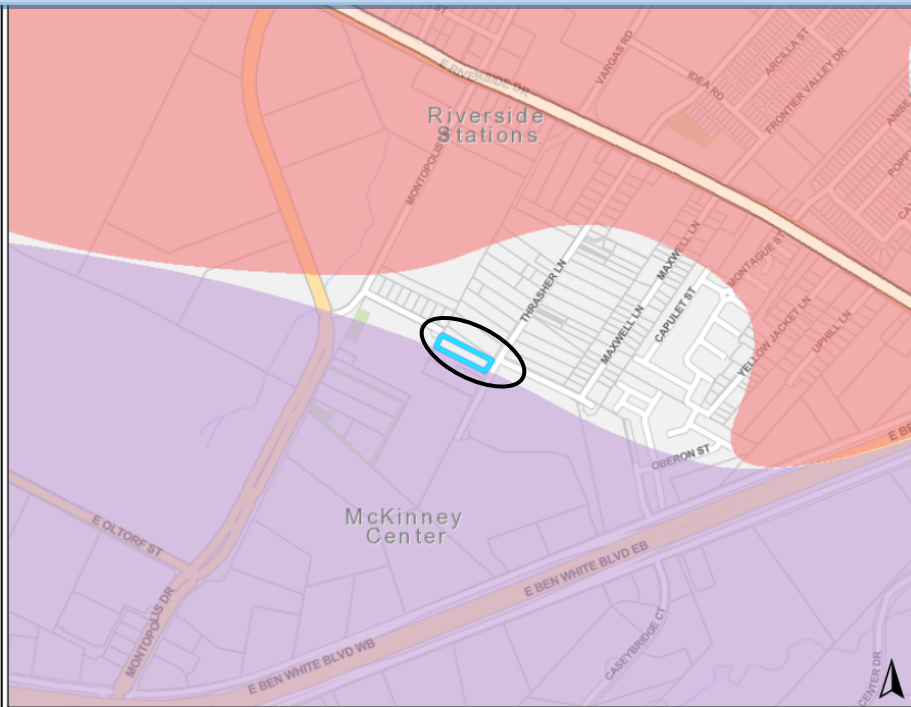 ST
E RIVERSIDE DR
VARGAS RD
ARCILLA ST
IDEA RD
FRONTIER VALLEY DR
Riverside
Stations
MONTOPOLIS
MAXWELL LN
MONTAGUE ST
THRASHER LN
CAPULET ST
MAXWELL LN
YELLOW JACKET LN
UPHILL LN
E BE
OBERON ST
McKinney
Center
E OLTORF ST
E BEN WHITE BLVD EB
MONTOPOLIS DR
E BEN WHITE BLVD WB
CASEYBRIDGE CT
CENTER DR